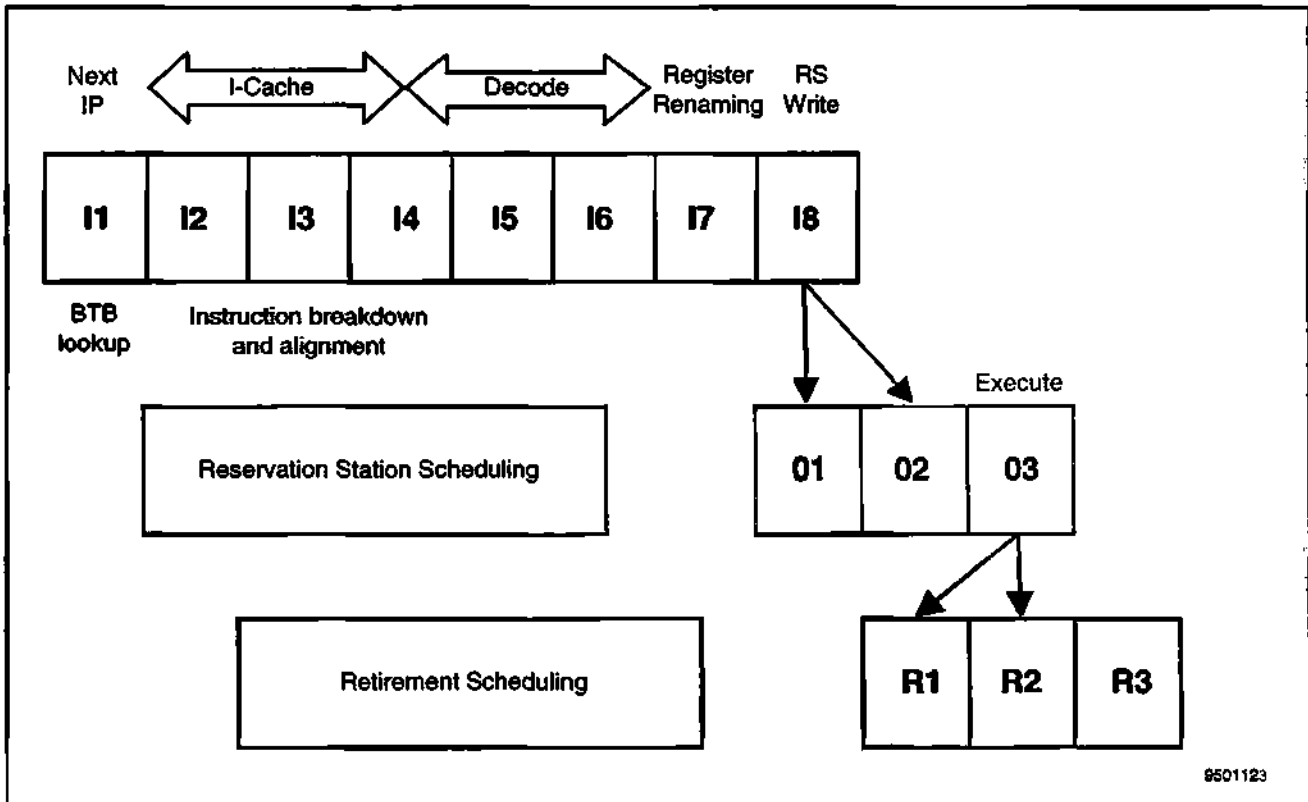 Next
IP
I-Cache
Decode
Register
Renaming
RS
Write
I1
I2
I3
I4
I5
I6
I7
I8
BTB
lookup
Instruction breakdown
and alignment
Execute
Reservation Station Scheduling
01
02
03
Retirement Scheduling
R1
R2
R3
9501123